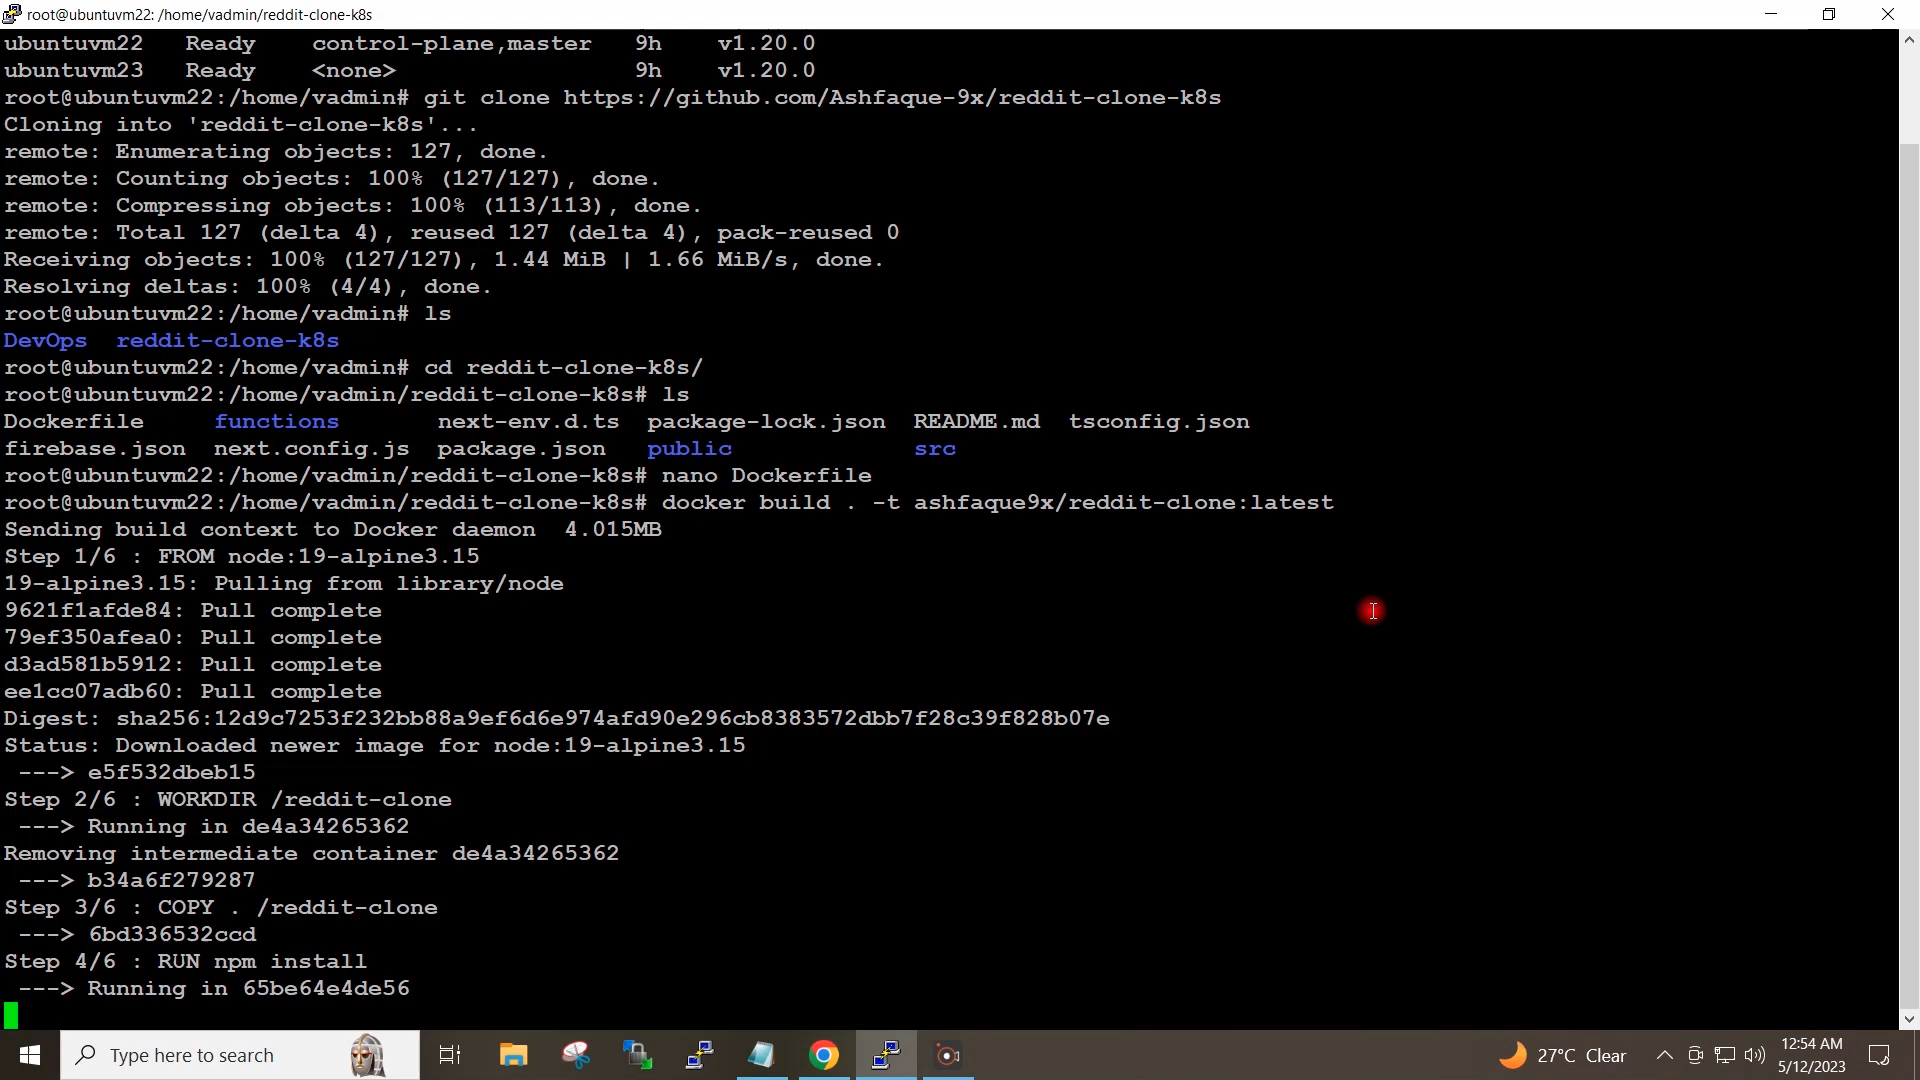 root@ubuntuvm22: /home/vadmin/reddit-clone-k8s
ubuntuvm22   Ready    control-plane,master   9h    v1.20.0
ubuntuvm23   Ready    <none>                 9h    v1.20.0
root@ubuntuvm22:/home/vadmin# git clone https://github.com/Ashfaque-9x/reddit-clone-k8s
Cloning into 'reddit-clone-k8s'...
remote: Enumerating objects: 127, done.
remote: Counting objects: 100% (127/127), done.
remote: Compressing objects: 100% (113/113), done.
remote: Total 127 (delta 4), reused 127 (delta 4), pack-reused 0
Receiving objects: 100% (127/127), 1.44 MiB | 1.66 MiB/s, done.
Resolving deltas: 100% (4/4), done.
root@ubuntuvm22:/home/vadmin# ls
DevOps  reddit-clone-k8s
root@ubuntuvm22:/home/vadmin# cd reddit-clone-k8s/
root@ubuntuvm22:/home/vadmin/reddit-clone-k8s# ls
Dockerfile     functions       next-env.d.ts  package-lock.json  README.md  tsconfig.json
firebase.json  next.config.js  package.json   public             src
root@ubuntuvm22:/home/vadmin/reddit-clone-k8s# nano Dockerfile
root@ubuntuvm22:/home/vadmin/reddit-clone-k8s# docker build . -t ashfaque9x/reddit-clone:latest
Sending build context to Docker daemon  4.015MB
Step 1/6 : FROM node:19-alpine3.15
19-alpine3.15: Pulling from library/node
9621f1afde84: Pull complete
79ef350afea0: Pull complete
d3ad581b5912: Pull complete
ee1cc07adb60: Pull complete
Digest: sha256:12d9c7253f232bb88a9ef6d6e974afd90e296cb8383572dbb7f28c39f828b07e
Status: Downloaded newer image for node:19-alpine3.15
 ---> e5f532dbeb15
Step 2/6 : WORKDIR /reddit-clone
 ---> Running in de4a34265362
Removing intermediate container de4a34265362
 ---> b34a6f279287
Step 3/6 : COPY . /reddit-clone
 ---> 6bd336532ccd
Step 4/6 : RUN npm install
 ---> Running in 65be64e4de56
Type here to search
27°C Clear
12:54 AM
5/12/2023